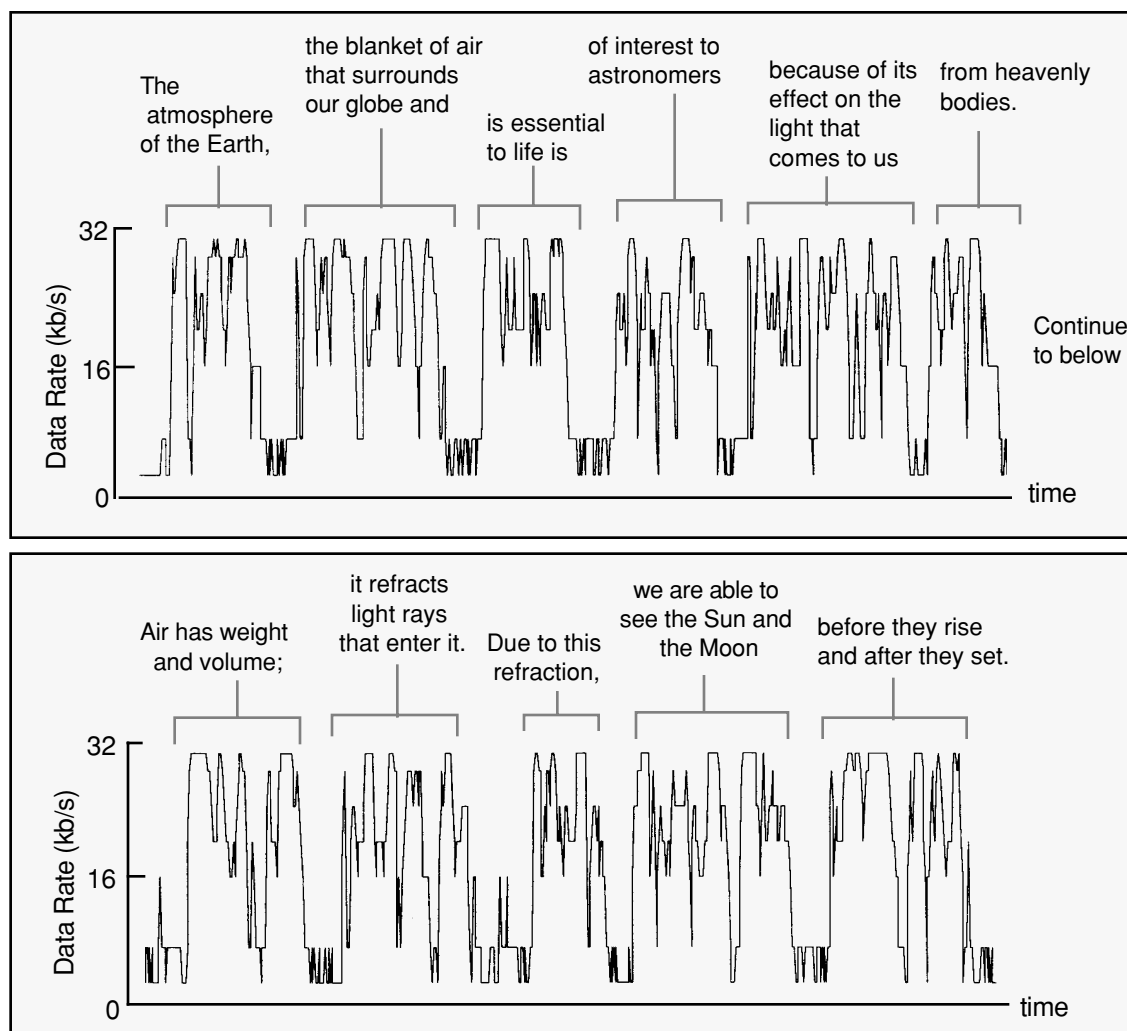 The
atmosphere
of the Earth,
the blanket of air
that surrounds
our globe and
is essential
to life is
of interest to
astronomers
because of its
effect on the
light that
comes to us
from heavenly
bodies.
32
16
0
Data Rate (kb/s)
time
Continue
to below
Air has weight
and volume;
it refracts
light rays
that enter it.
Due to this
refraction,
we are able to
see the Sun and
the Moon
before they rise
and after they set.
32
16
0
Data Rate (kb/s)
time